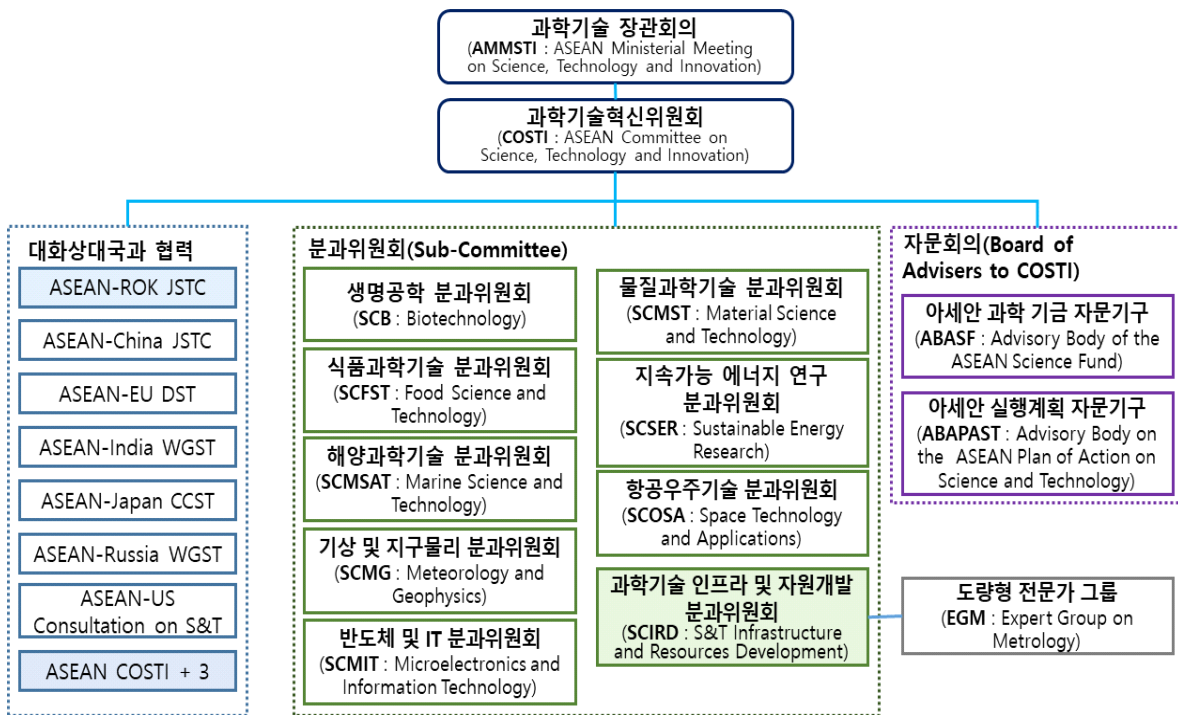 과학기술 장관회의
(AMMSTI : ASEAN Ministerial Meeting
on Science, Technology and Innovation)
과학기술혁신위원회
(COSTI : ASEAN Committee on
Science, Technology and Innovation)
대화상대국과 협력
ASEAN-ROK JSTC
ASEAN-China JSTC
ASEAN-EU DST
ASEAN-India WGST
ASEAN-Japan CCST
ASEAN-Russia WGST
ASEAN-US
Consultation on S&T
ASEAN COSTI + 3
분과위원회(Sub-Committee)
생명공학 분과위원회
(SCB : Biotechnology)
식품과학기술 분과위원회
(SCFST : Food Science and
Technology)
해양과학기술 분과위원회
(SCMSAT : Marine Science and
Technology)
기상 및 지구물리 분과위원회
(SCMG : Meteorology and
Geophysics)
반도체 및 IT 분과위원회
(SCMIT : Microelectronics and
Information Technology)
물질과학기술 분과위원회
(SCMST : Material Science
and Technology)
지속가능 에너지 연구
분과위원회
(SCSER : Sustainable Energy
Research)
항공우주기술 분과위원회
(SCOSA : Space Technology
and Applications)
과학기술 인프라 및 자원개발
분과위원회
(SCIRD : S&T Infrastructure
and Resources Development)
자문회의(Board of
Advisers to COSTI)
아세안 과학 기금 자문기구
(ABASF : Advisory Body of the
ASEAN Science Fund)
아세안 실행계획 자문기구
(ABAPAST : Advisory Body on
the ASEAN Plan of Action on
Science and Technology)
도량형 전문가 그룹
(EGM : Expert Group on
Metrology)